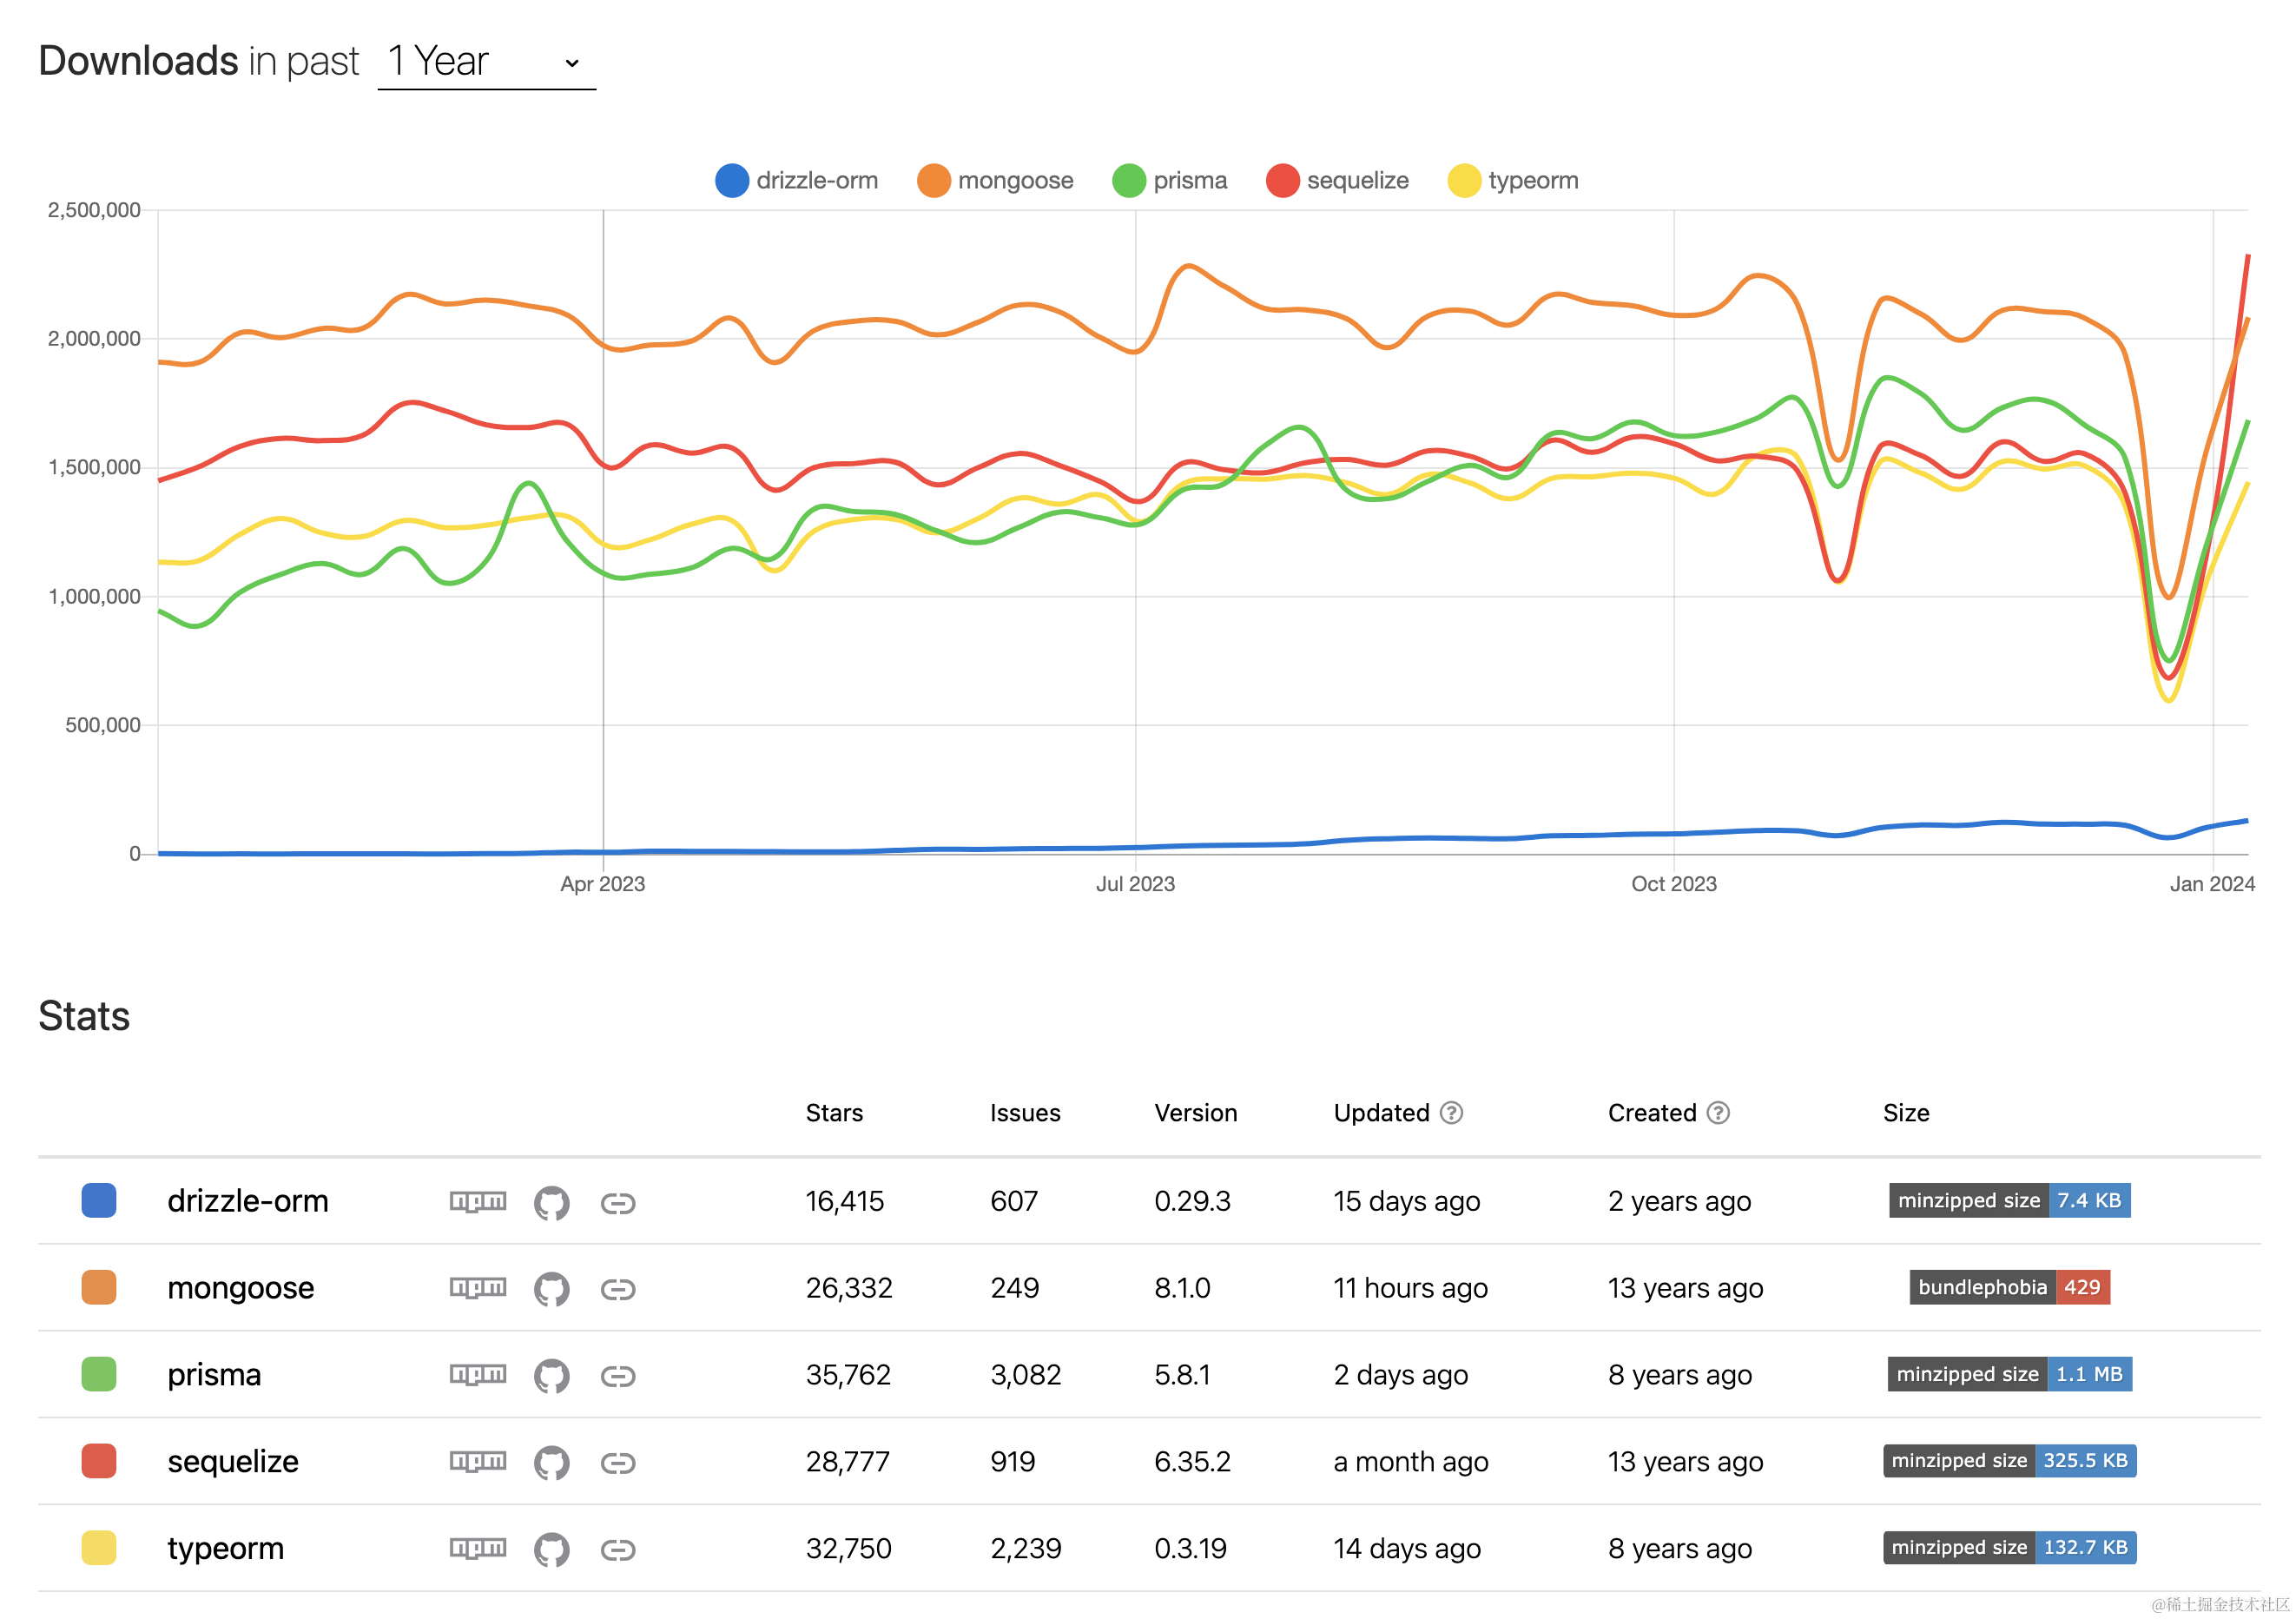 Downloads in past 1 Year
drizzle-orm mongoose prisma sequelize typeorm
2,500,000
2,000,000
1,500,000
1,000,000
500,000
0
Apr 2023 Jul 2023 Oct 2023 Jan 2024
Stats
Stars Issues Version Updated ? Created ? Size
drizzle-orm npm 16,415 607 0.29.3 15 days ago 2 years ago minzipped size 7.4 KB
mongoose npm 26,332 249 8.1.0 11 hours ago 13 years ago bundlephobia 429
prisma npm 35,762 3,082 5.8.1 2 days ago 8 years ago minzipped size 1.1 MB
sequelize npm 28,777 919 6.35.2 a month ago 13 years ago minzipped size 325.5 KB
typeorm npm 32,750 2,239 0.3.19 14 days ago 8 years ago minzipped size 132.7 KB
@稀土掘金技术社区